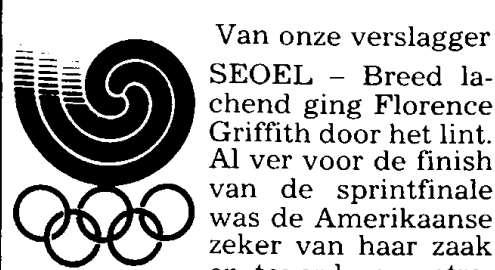 Van onze verslagger
SEOEL – Breed la-
chend ging Florence
Griffith door het lint.
Al ver voor de finish
van de sprintfinale
was de Amerikaanse
zeker van haar zaak